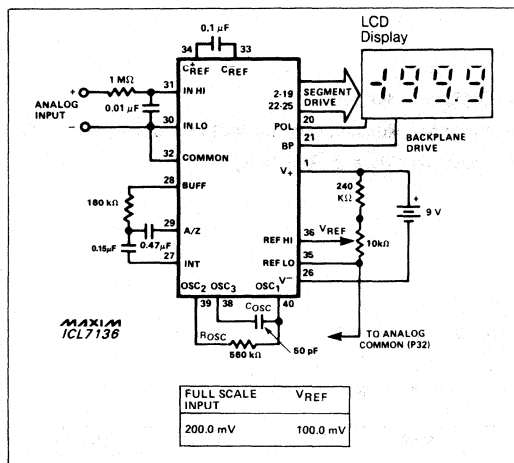 LCD
Display
0.1 µF
34 33
C+REF C-REF
1 MΩ
31 IN HI
+
ANALOG
INPUT
0.01 µF
-
30 IN LO
32 COMMON
28 BUFF
180 kΩ
29 A/Z
0.47µF
0.15µF
27 INT
2-19
22-25
SEGMENT
DRIVE
-199.9
20
POL
21
BP
BACKPLANE
DRIVE
1
V+
240
KΩ
+
9 V
36 VREF
REF HI
10kΩ
35
REF LO
V-
26
OSC2 OSC3 OSC1
39 38 40
COSC
ROSC
560 kΩ
50 pF
TO ANALOG
COMMON (P32)
MAXIM
ICL7136
FULL SCALE
INPUT
VREF
200.0 mV 100.0 mV